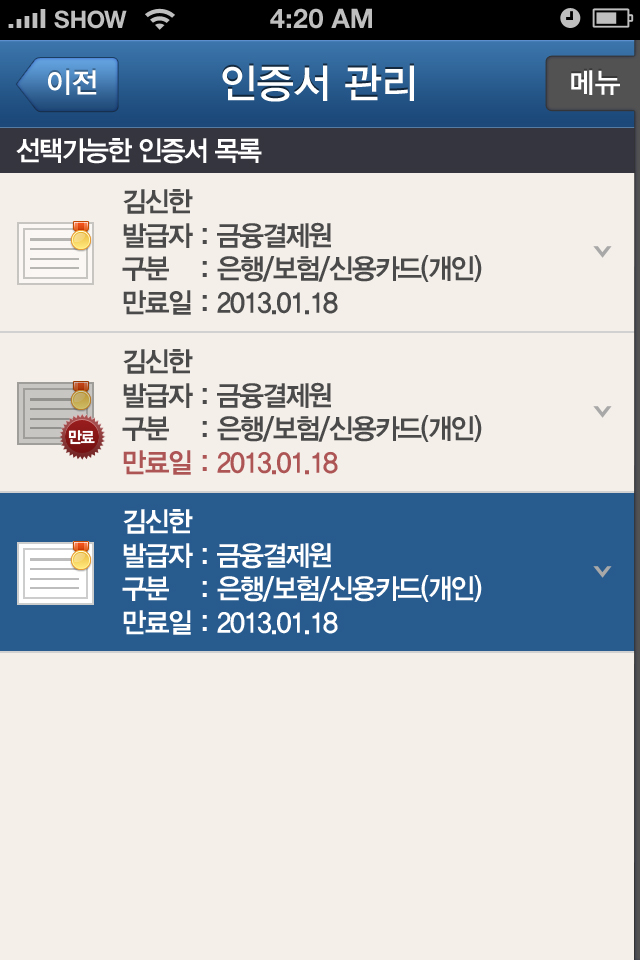 SHOW 4:20 AM
이전 인증서 관리 메뉴
선택가능한 인증서 목록
김신한
발급자 : 금융결제원
구분 : 은행/보험/신용카드(개인)
만료일 : 2013.01.18
김신한
발급자 : 금융결제원
구분 : 은행/보험/신용카드(개인)
만료
만료일 : 2013.01.18
김신한
발급자 : 금융결제원
구분 : 은행/보험/신용카드(개인)
만료일 : 2013.01.18